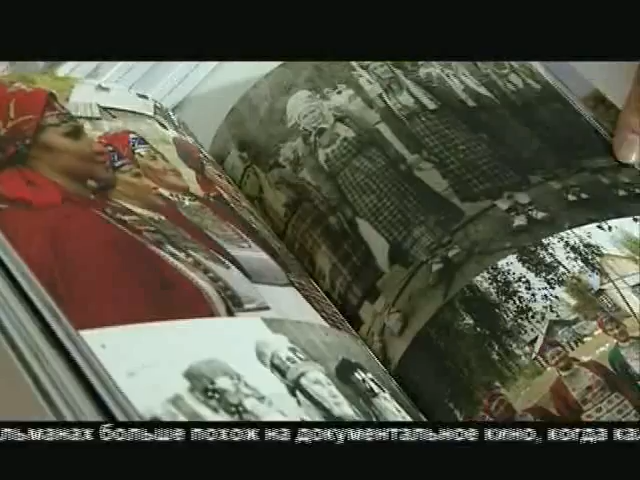 льманах больше похож на документальное кино, когда ка